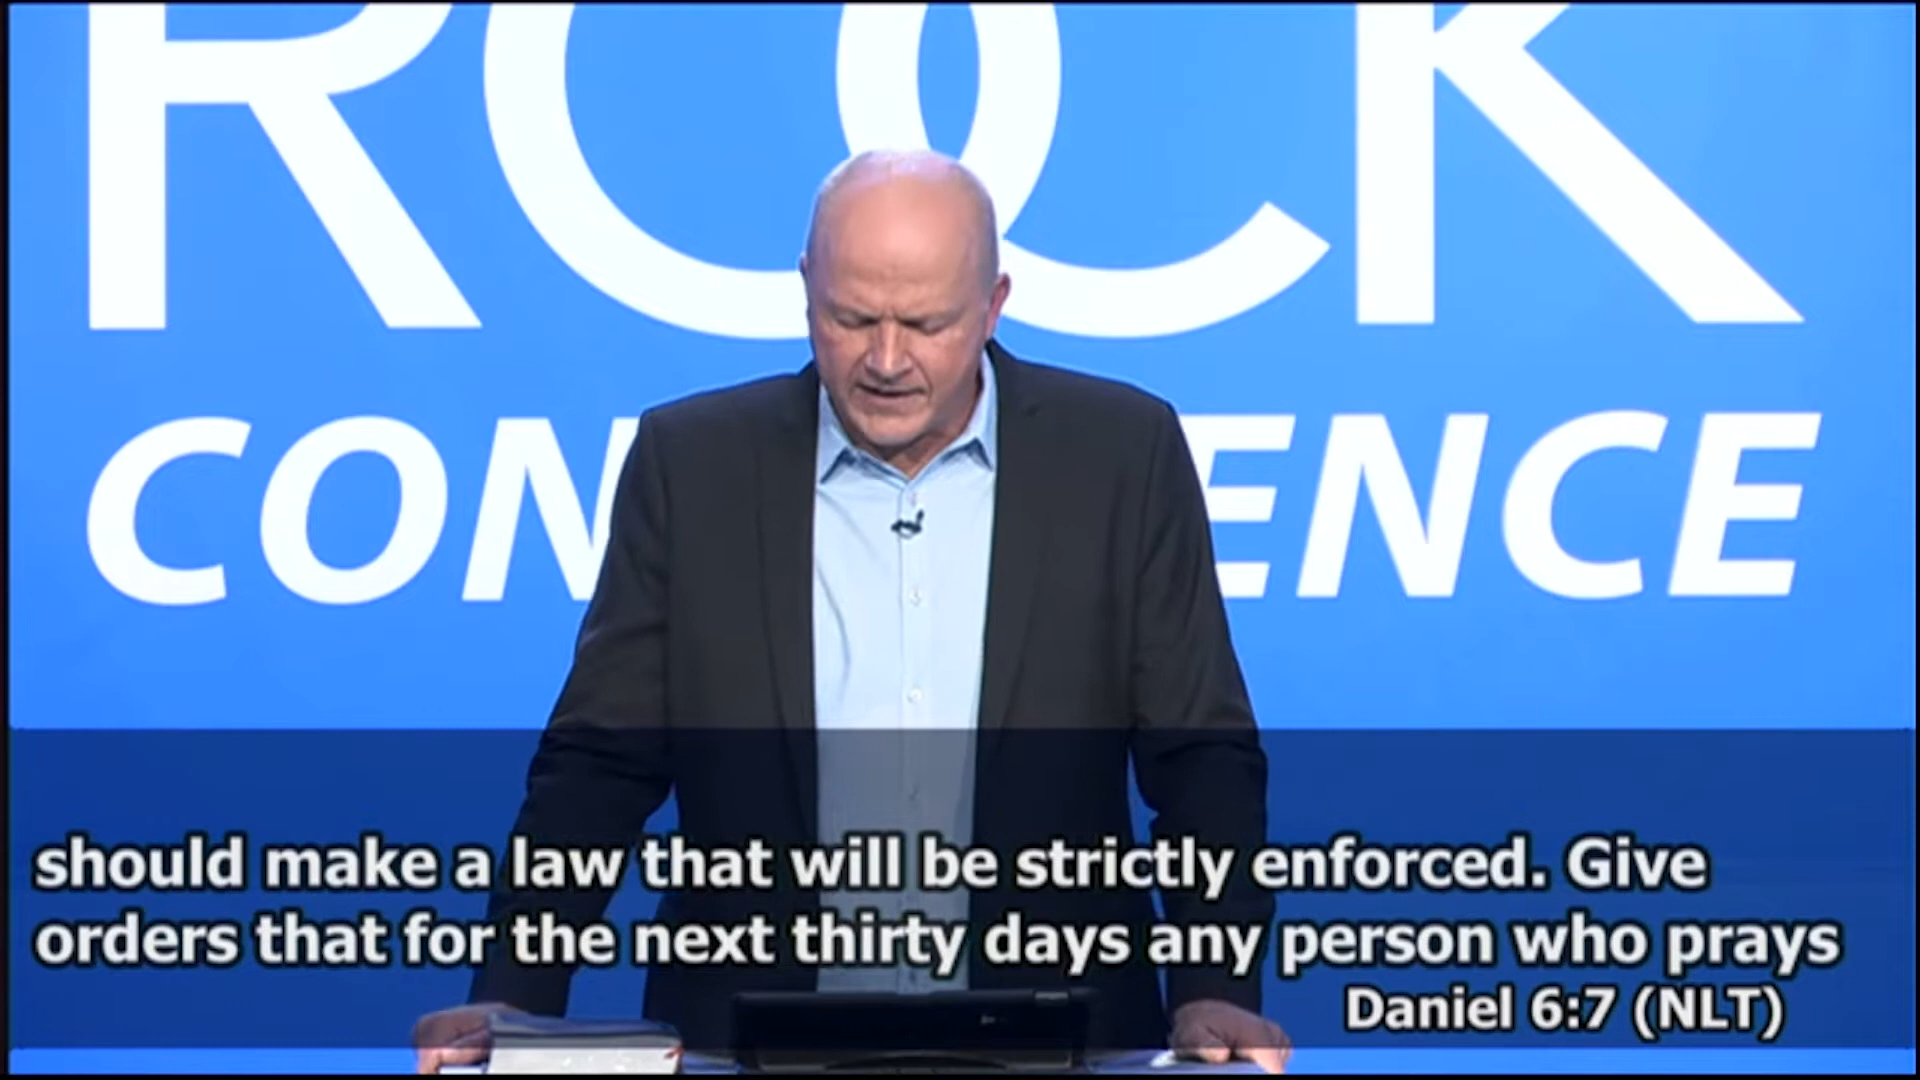 ROCK
CON ENCE
should make a law that will be strictly enforced. Give
orders that for the next thirty days any person who prays
Daniel 6:7 (NLT)